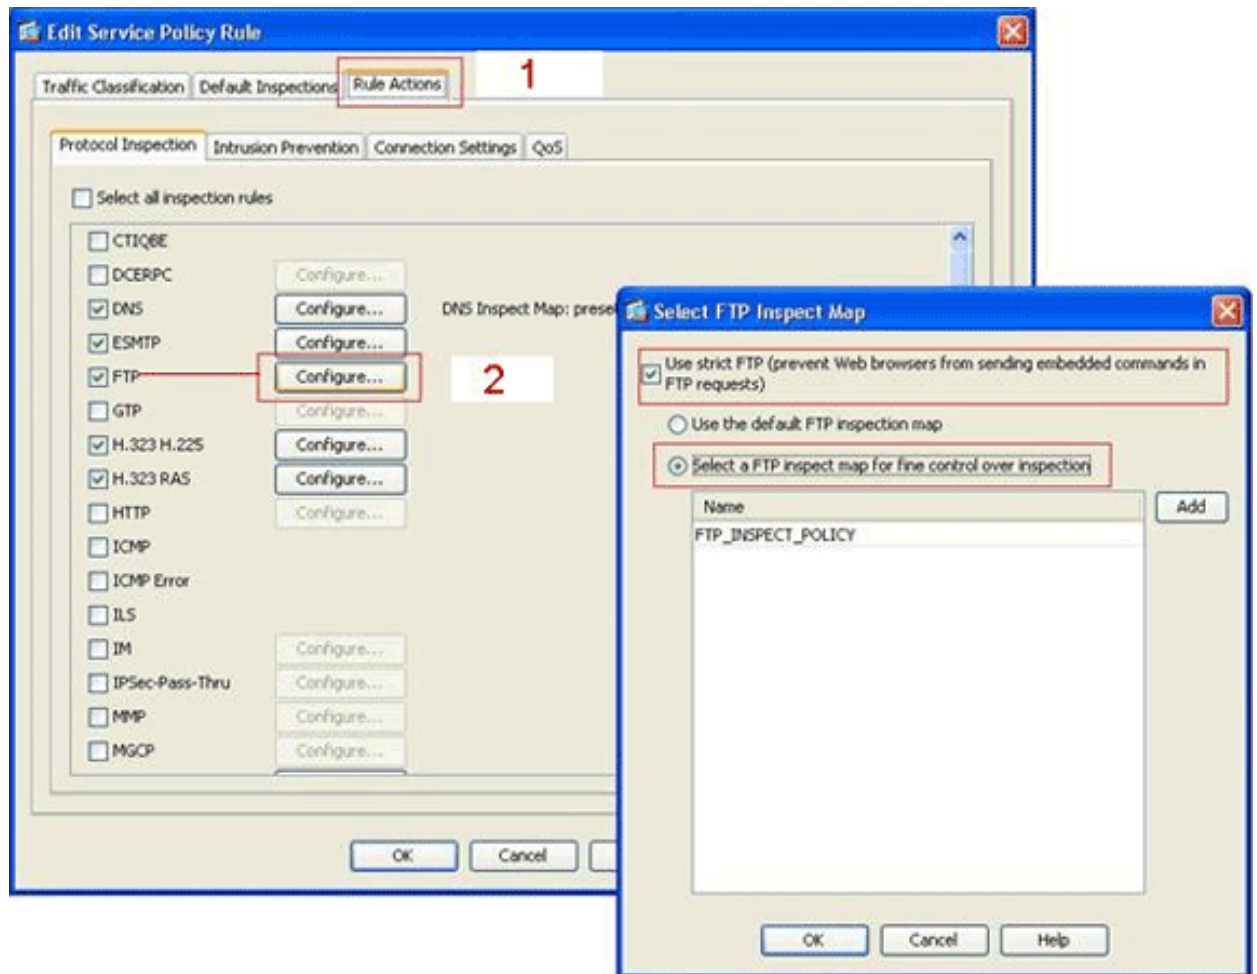 Edit Service Policy Rule
Traffic Classification Default Inspections Rule Actions
1
Protocol Inspection Intrusion Prevention Connection Settings QoS
Select all inspection rules
CTIQBE
DCERPC Configure...
DNS Configure... DNS Inspect Map: prese
ESMTP Configure...
FTP Configure...
2
GTP Configure...
H.323 H.225 Configure...
H.323 RAS Configure...
HTTP Configure...
ICMP
ICMP Error
ILS
IM Configure...
IPSec-Pass-Thru Configure...
MMP Configure...
MGCP Configure...
OK Cancel
Select FTP Inspect Map
Use strict FTP (prevent Web browsers from sending embedded commands in
FTP requests)
Use the default FTP inspection map
Select a FTP inspect map for fine control over inspection
Name
Add
FTP_INSPECT_POLICY
OK Cancel Help